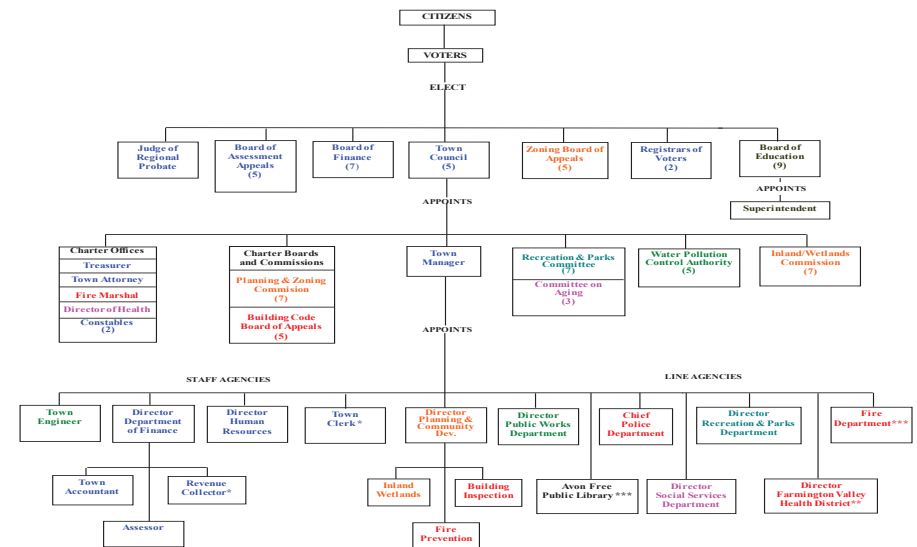 CITIZENS
VOTERS
ELECT
Judge of
Regional
Probate
Board of
Assessment
Appeals
(5)
Board of
Finance
(7)
Town
Council
(5)
Zoning Board of
Appeals
(5)
Registrars of
Voters
(2)
Board of
Education
(9)
APPOINTS
Superintendent
APPOINTS
Charter Offices
Treasurer
Town Attorney
Fire Marshal
Director of Health
Constables
(2)
Charter Boards
and Commissions
Planning & Zoning
Commision
(7)
Building Code
Board of Appeals
(5)
Town
Manager
Recreation & Parks
Committee
(7)
Committee on
Aging
(3)
Water Pollution
Control Authority
(5)
Inland/Wetlands
Commission
(7)
APPOINTS
STAFF AGENCIES
LINE AGENCIES
Town
Engineer
Director
Department
of Finance
Director
Human
Resources
Town
Clerk *
Director
Planning &
Community
Dev.
Director
Public Works
Department
Chief
Police
Department
Director
Recreation & Parks
Department
Fire
Department***
Town
Accountant
Revenue
Collector*
Assessor
Inland
Wetlands
Building
Inspection
Fire
Prevention
Avon Free
Public Library ***
Director
Social Services
Department
Director
Farmington Valley
Health District**